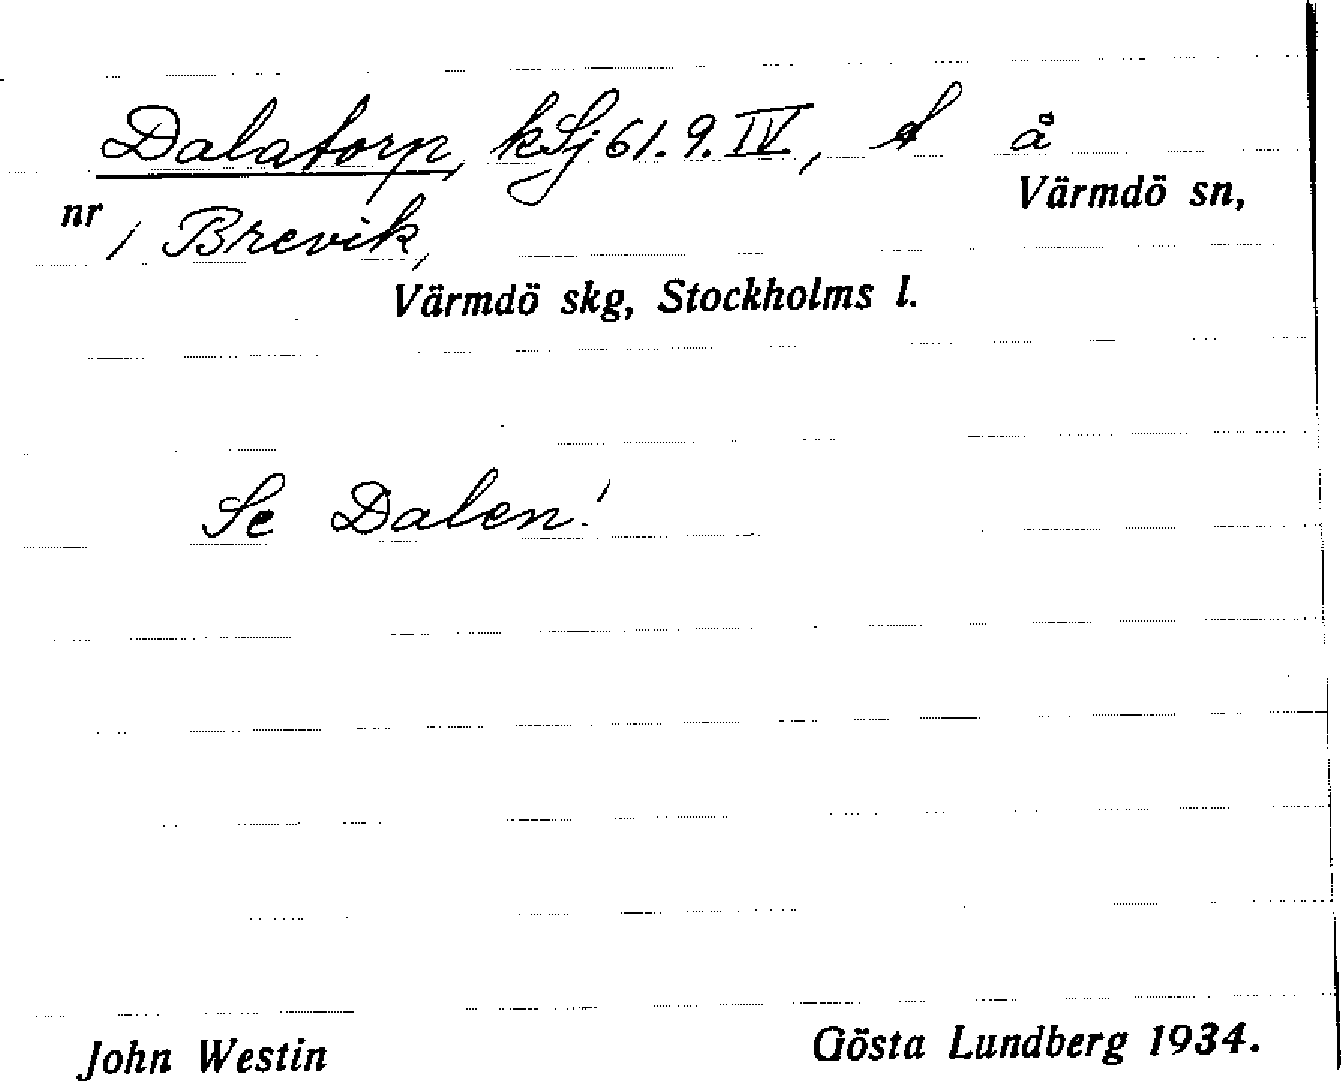 Dalatorp, kSj 61.9.IV, å
Värmdö sn,
nr 1 Brevik,
Värmdö skg, Stockholms l.
Se Dalen!
John Westin Gösta Lundberg 1934.